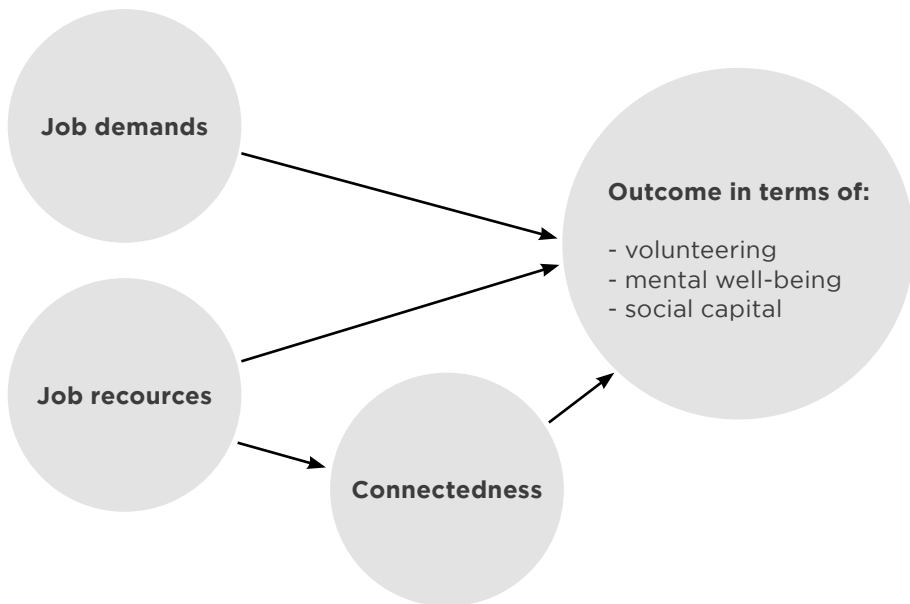 Job demands
Outcome in terms of:
- volunteering
- mental well-being
- social capital
Job recources
Connectedness